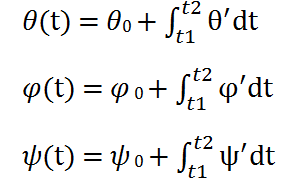 θ(t) = θ₀ + ∫_{t1}^{t2} θ′dt
φ(t) = φ₀ + ∫_{t1}^{t2} φ′dt
ψ(t) = ψ₀ + ∫_{t1}^{t2} ψ′dt